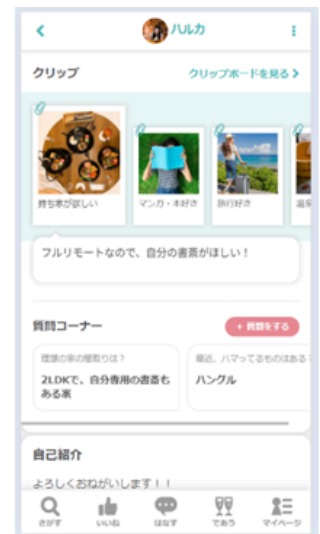 ハルカ
クリップ
クリップボードを見る
持ち家が欲しい
マンガ・本好き
旅行好き
温泉
フルリモートなので、自分の書斎がほしい！
質問コーナー
+ 質問をする
理想の家の間取りは？
2LDKで、自分専用の書斎も
ある家
最近、ハマってるものはある？
ハングル
自己紹介
よろしくおねがいします！！
さがす
いいね
はなす
であう
マイページ